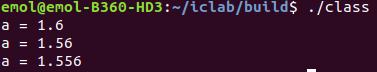 emol@emol-B360-HD3:~/iclab/build$ ./class
a = 1.6
a = 1.56
a = 1.556